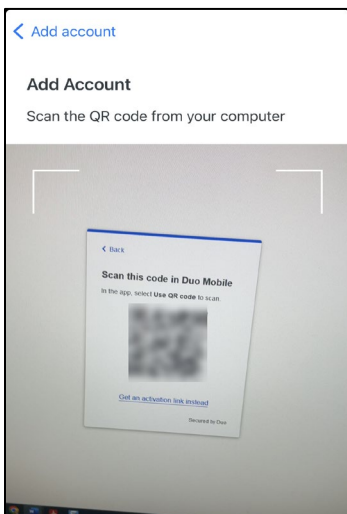 Add account
Add Account
Scan the QR code from your computer
Back
Scan this code in Duo Mobile
In the app, select Use QR code to scan.
Get an activation link instead
Secured by Duo